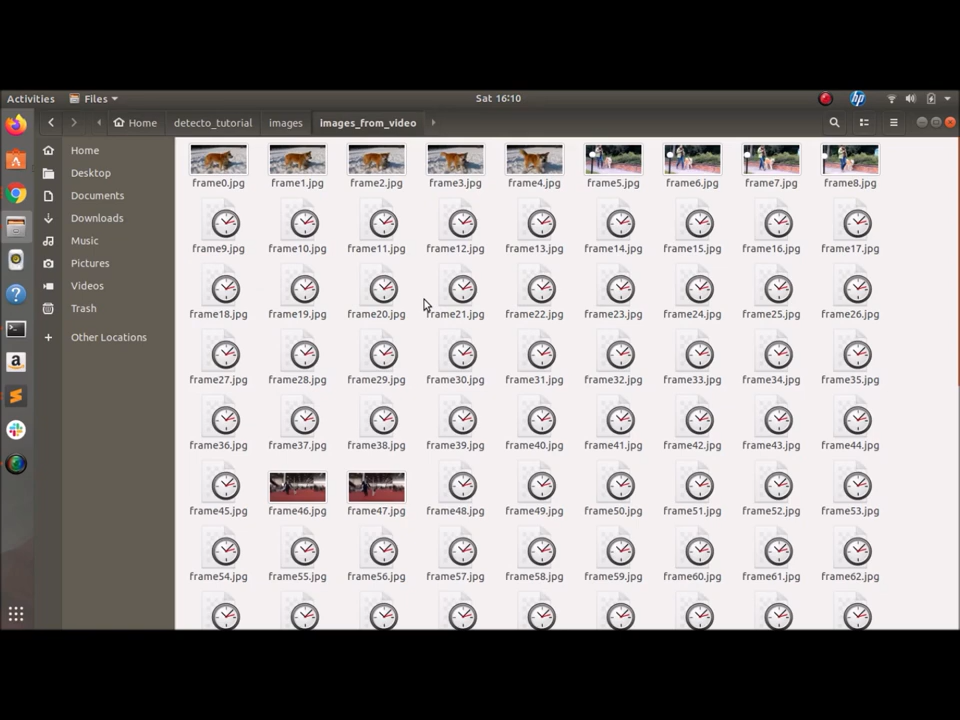 Activities Files Sat 16:10 hp
Home detecto_tutorial images images_from_video
Home
Desktop
Documents
Downloads
Music
Pictures
Videos
Trash
Other Locations
frame0.jpg frame1.jpg frame2.jpg frame3.jpg frame4.jpg frame5.jpg frame6.jpg frame7.jpg frame8.jpg
frame9.jpg frame10.jpg frame11.jpg frame12.jpg frame13.jpg frame14.jpg frame15.jpg frame16.jpg frame17.jpg
frame18.jpg frame19.jpg frame20.jpg frame21.jpg frame22.jpg frame23.jpg frame24.jpg frame25.jpg frame26.jpg
frame27.jpg frame28.jpg frame29.jpg frame30.jpg frame31.jpg frame32.jpg frame33.jpg frame34.jpg frame35.jpg
frame36.jpg frame37.jpg frame38.jpg frame39.jpg frame40.jpg frame41.jpg frame42.jpg frame43.jpg frame44.jpg
frame45.jpg frame46.jpg frame47.jpg frame48.jpg frame49.jpg frame50.jpg frame51.jpg frame52.jpg frame53.jpg
frame54.jpg frame55.jpg frame56.jpg frame57.jpg frame58.jpg frame59.jpg frame60.jpg frame61.jpg frame62.jpg